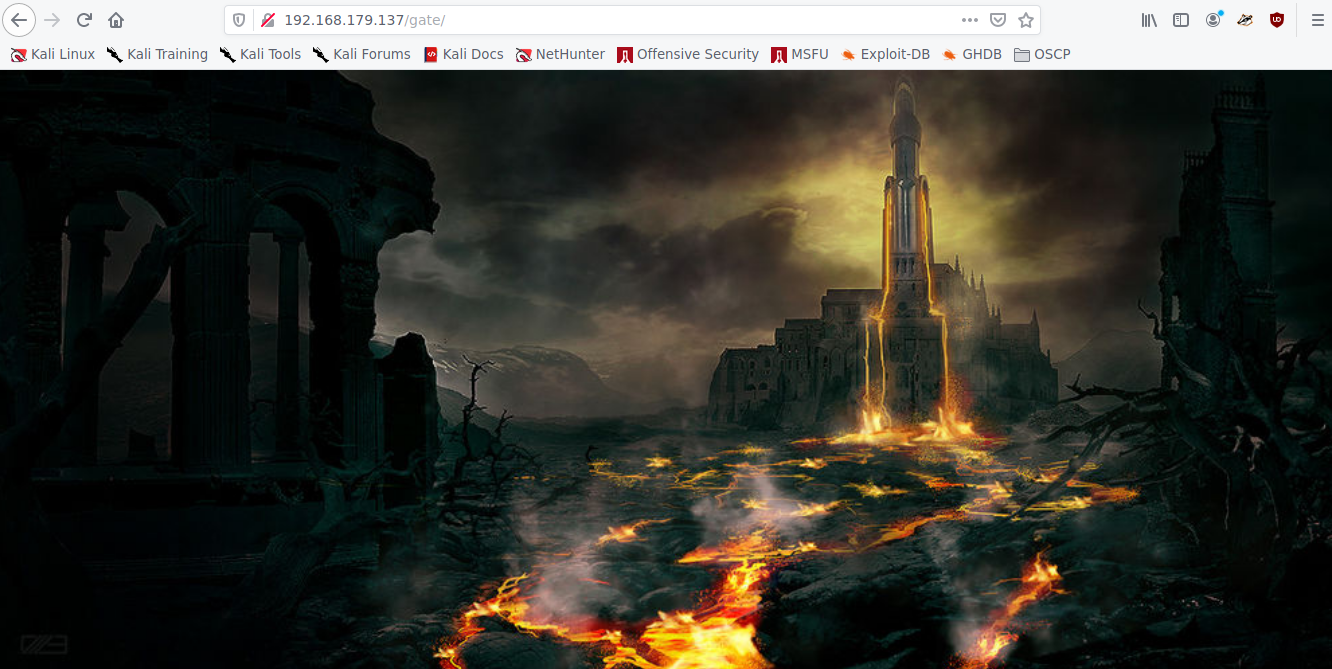 192.168.179.137/gate/
Kali Linux Kali Training Kali Tools Kali Forums Kali Docs NetHunter Offensive Security MSFU Exploit-DB GHDB OSCP